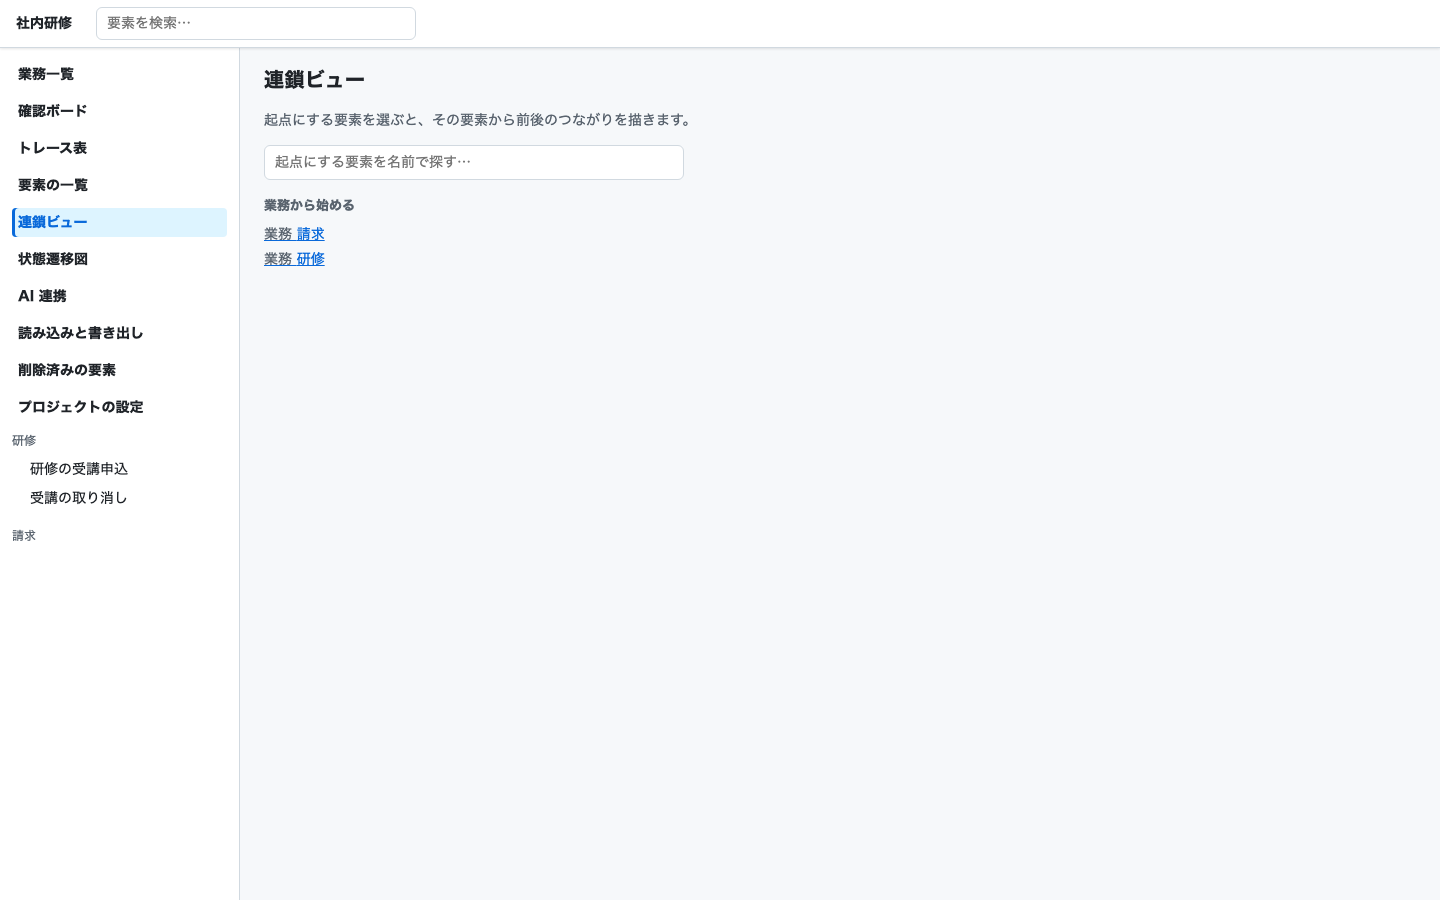 社内研修
要素を検索…
業務一覧
確認ボード
トレース表
要素の一覧
連鎖ビュー
状態遷移図
AI 連携
読み込みと書き出し
削除済みの要素
プロジェクトの設定
研修
研修の受講申込
受講の取り消し
請求
連鎖ビュー
起点にする要素を選ぶと、その要素から前後のつながりを描きます。
起点にする要素を名前で探す…
業務から始める
業務 請求
業務 研修